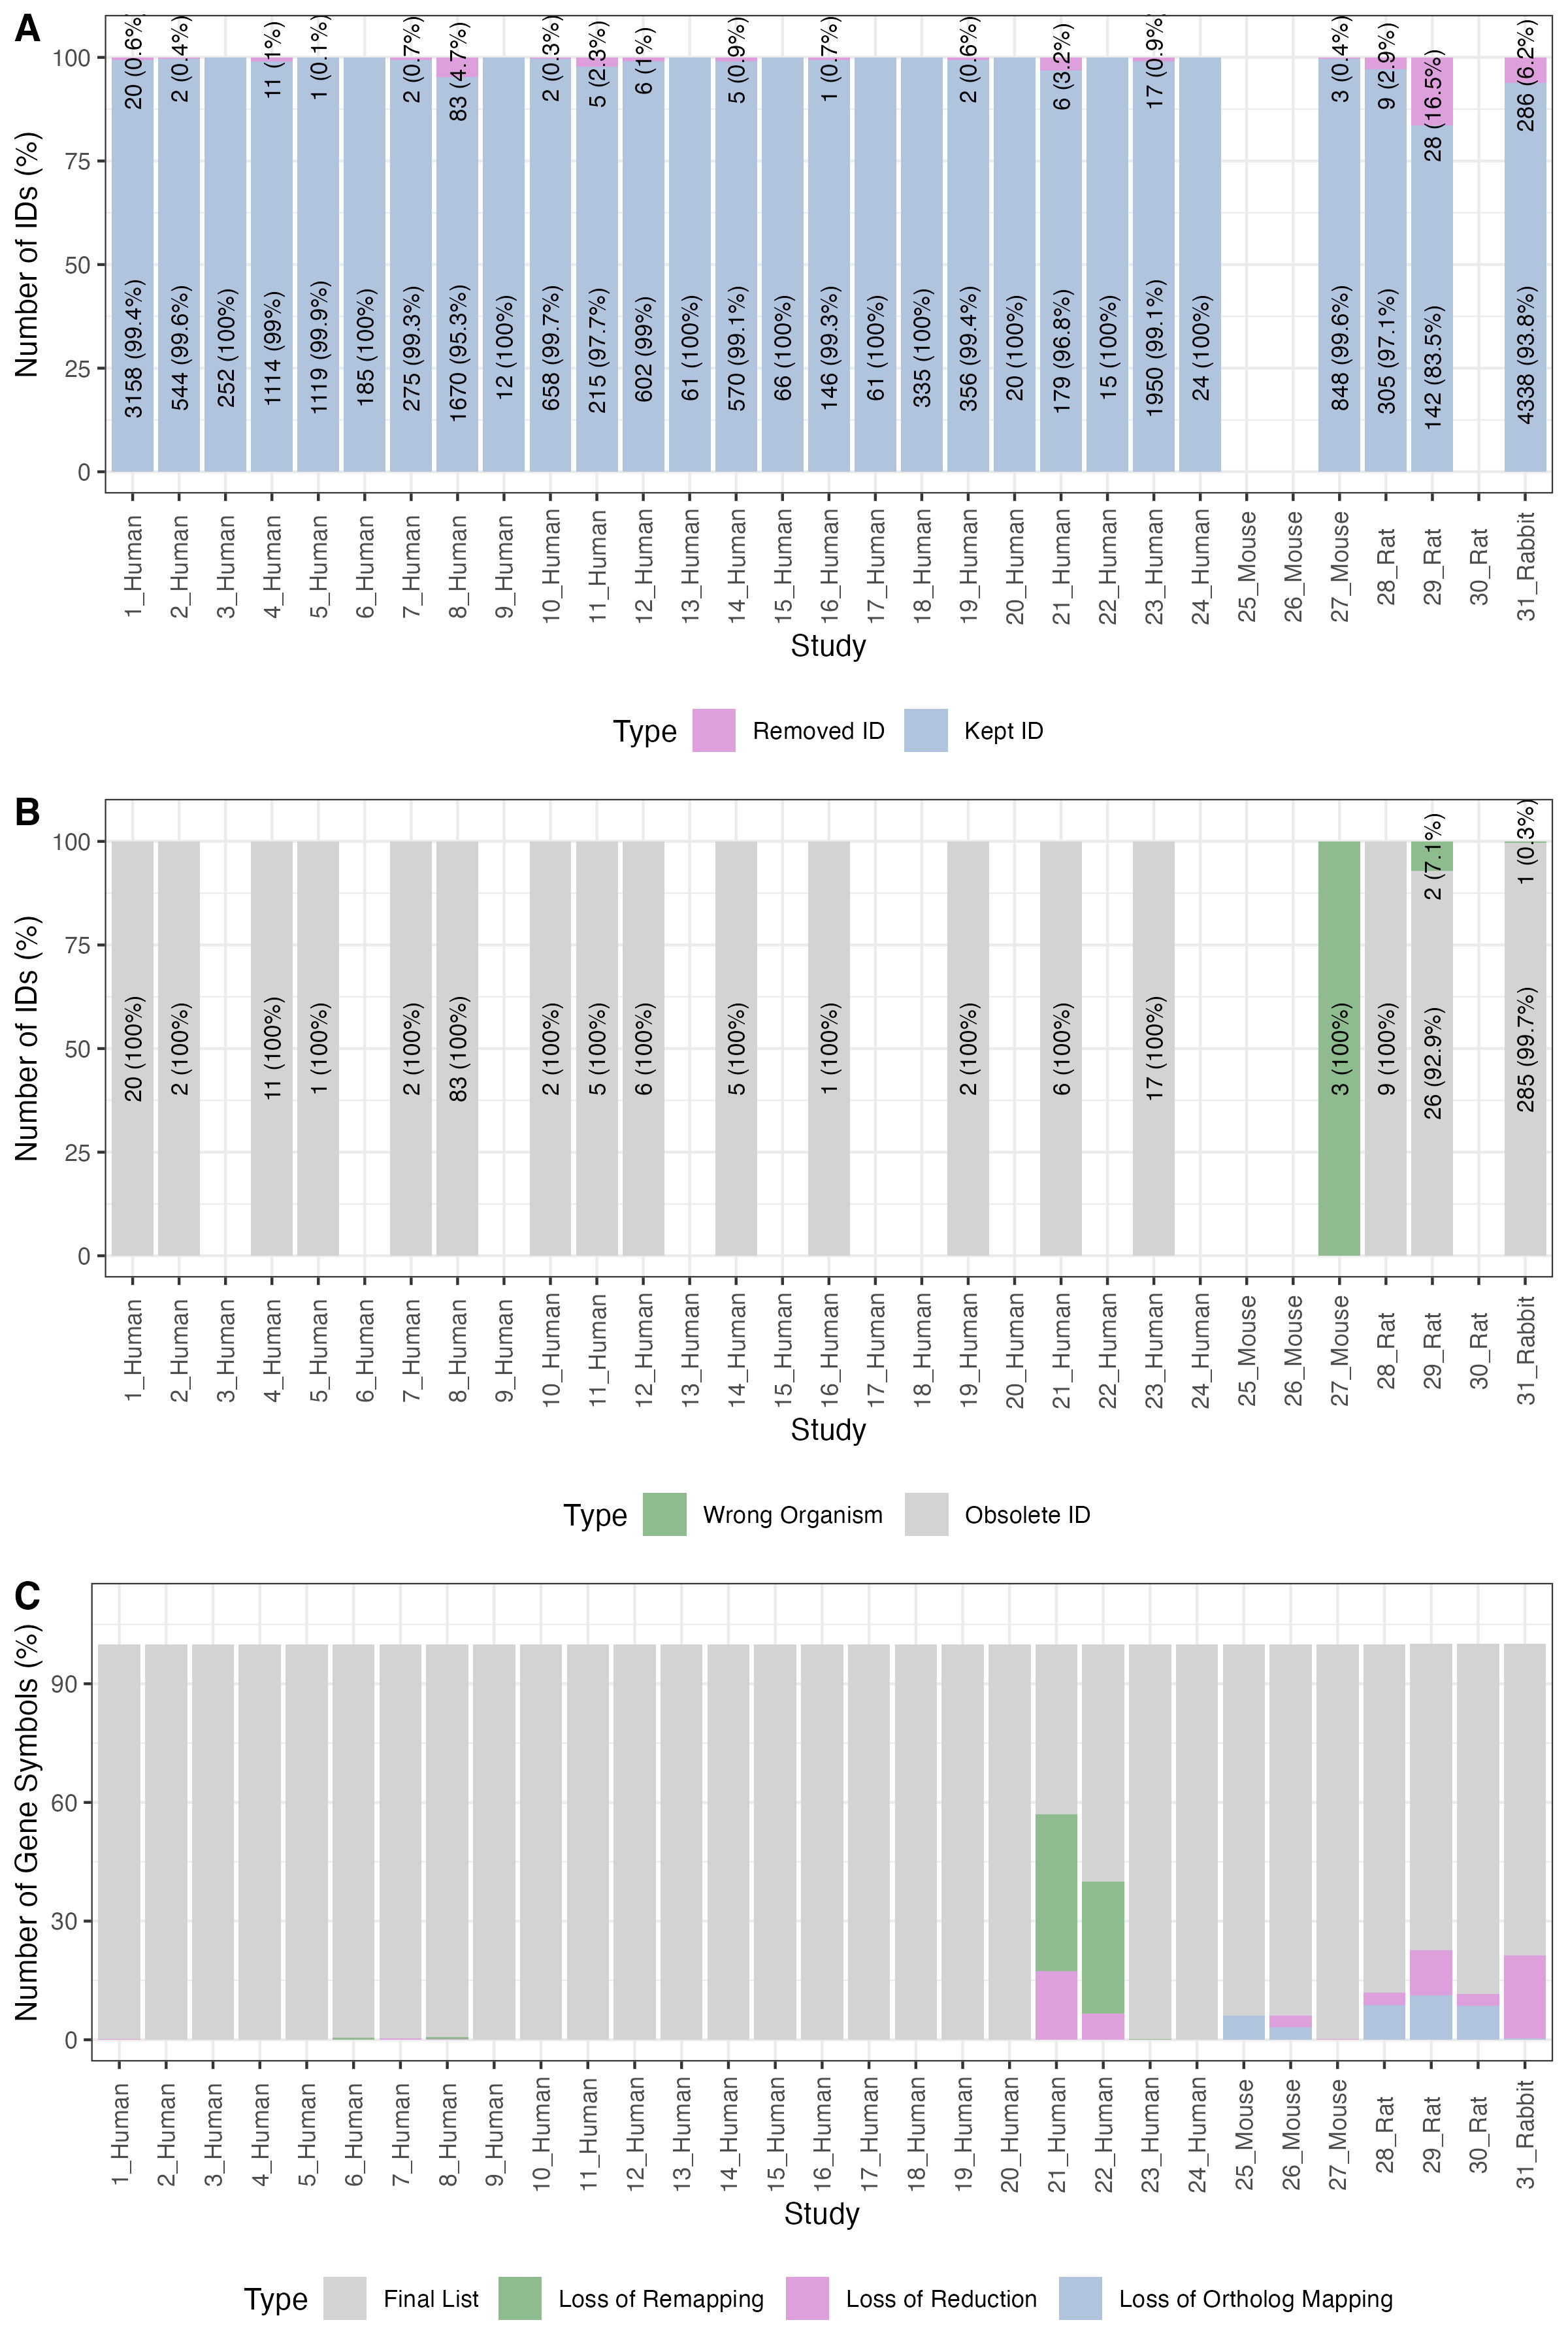 A
Number of IDs (%)
100
75
50
25
0
20 (0.6%
2 (0.4%)
11 (1%)
1 (0.1%)
2 (0.7%)
83 (4.7%)
2 (0.3%)
5 (2.3%)
6 (1%)
5 (0.9%)
1 (0.7%)
2 (0.6%)
6 (3.2%)
17 (0.9%
3 (0.4%)
9 (2.9%)
28 (16.5%)
286 (6.2%)
3158 (99.4%)
544 (99.6%)
252 (100%)
1114 (99%)
1119 (99.9%)
185 (100%)
275 (99.3%)
1670 (95.3%)
12 (100%)
658 (99.7%)
215 (97.7%)
602 (99%)
61 (100%)
570 (99.1%)
66 (100%)
146 (99.3%)
61 (100%)
335 (100%)
356 (99.4%)
20 (100%)
179 (96.8%)
15 (100%)
1950 (99.1%)
24 (100%)
848 (99.6%)
305 (97.1%)
142 (83.5%)
4338 (93.8%)
1_Human
2_Human
3_Human
4_Human
5_Human
6_Human
7_Human
8_Human
9_Human
10_Human
11_Human
12_Human
13_Human
14_Human
15_Human
16_Human
17_Human
18_Human
19_Human
20_Human
21_Human
22_Human
23_Human
24_Human
25_Mouse
26_Mouse
27_Mouse
28_Rat
29_Rat
30_Rat
31_Rabbit
Study
Type Removed ID Kept ID
B
Number of IDs (%)
100
75
50
25
0
2 (7.1%)
1 (0.3%)
20 (100%)
2 (100%)
11 (100%)
1 (100%)
2 (100%)
83 (100%)
2 (100%)
5 (100%)
6 (100%)
5 (100%)
1 (100%)
2 (100%)
6 (100%)
17 (100%)
3 (100%)
9 (100%)
26 (92.9%)
285 (99.7%)
1_Human
2_Human
3_Human
4_Human
5_Human
6_Human
7_Human
8_Human
9_Human
10_Human
11_Human
12_Human
13_Human
14_Human
15_Human
16_Human
17_Human
18_Human
19_Human
20_Human
21_Human
22_Human
23_Human
24_Human
25_Mouse
26_Mouse
27_Mouse
28_Rat
29_Rat
30_Rat
31_Rabbit
Study
Type Wrong Organism Obsolete ID
C
Number of Gene Symbols (%)
90
60
30
0
1_Human
2_Human
3_Human
4_Human
5_Human
6_Human
7_Human
8_Human
9_Human
10_Human
11_Human
12_Human
13_Human
14_Human
15_Human
16_Human
17_Human
18_Human
19_Human
20_Human
21_Human
22_Human
23_Human
24_Human
25_Mouse
26_Mouse
27_Mouse
28_Rat
29_Rat
30_Rat
31_Rabbit
Study
Type Final List Loss of Remapping Loss of Reduction Loss of Ortholog Mapping